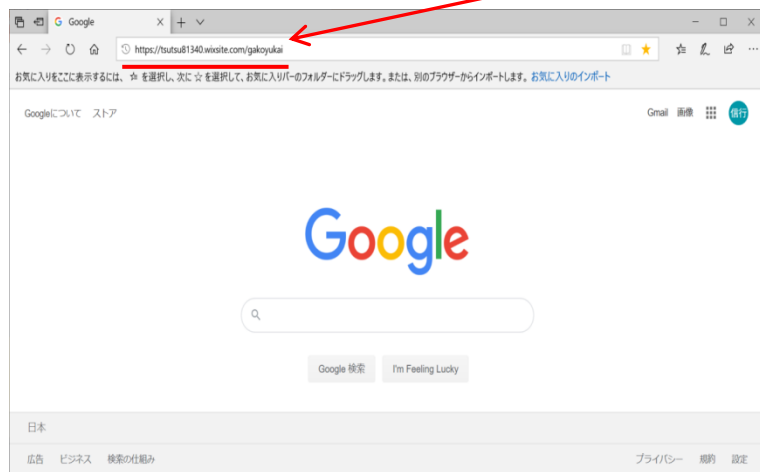 Google
https://tsutsu81340.wixsite.com/gakoyukai
お気に入りをここに表示するには、 を選択し、次に ☆ を選択して、お気に入りバーのフォルダーにドラッグします。または、別のブラウザーからインポートします。 お気に入りのインポート
Googleについて ストア
Gmail 画像
信行
Google
Google 検索 I'm Feeling Lucky
日本
広告 ビジネス 検索の仕組み
プライバシー 規約 設定